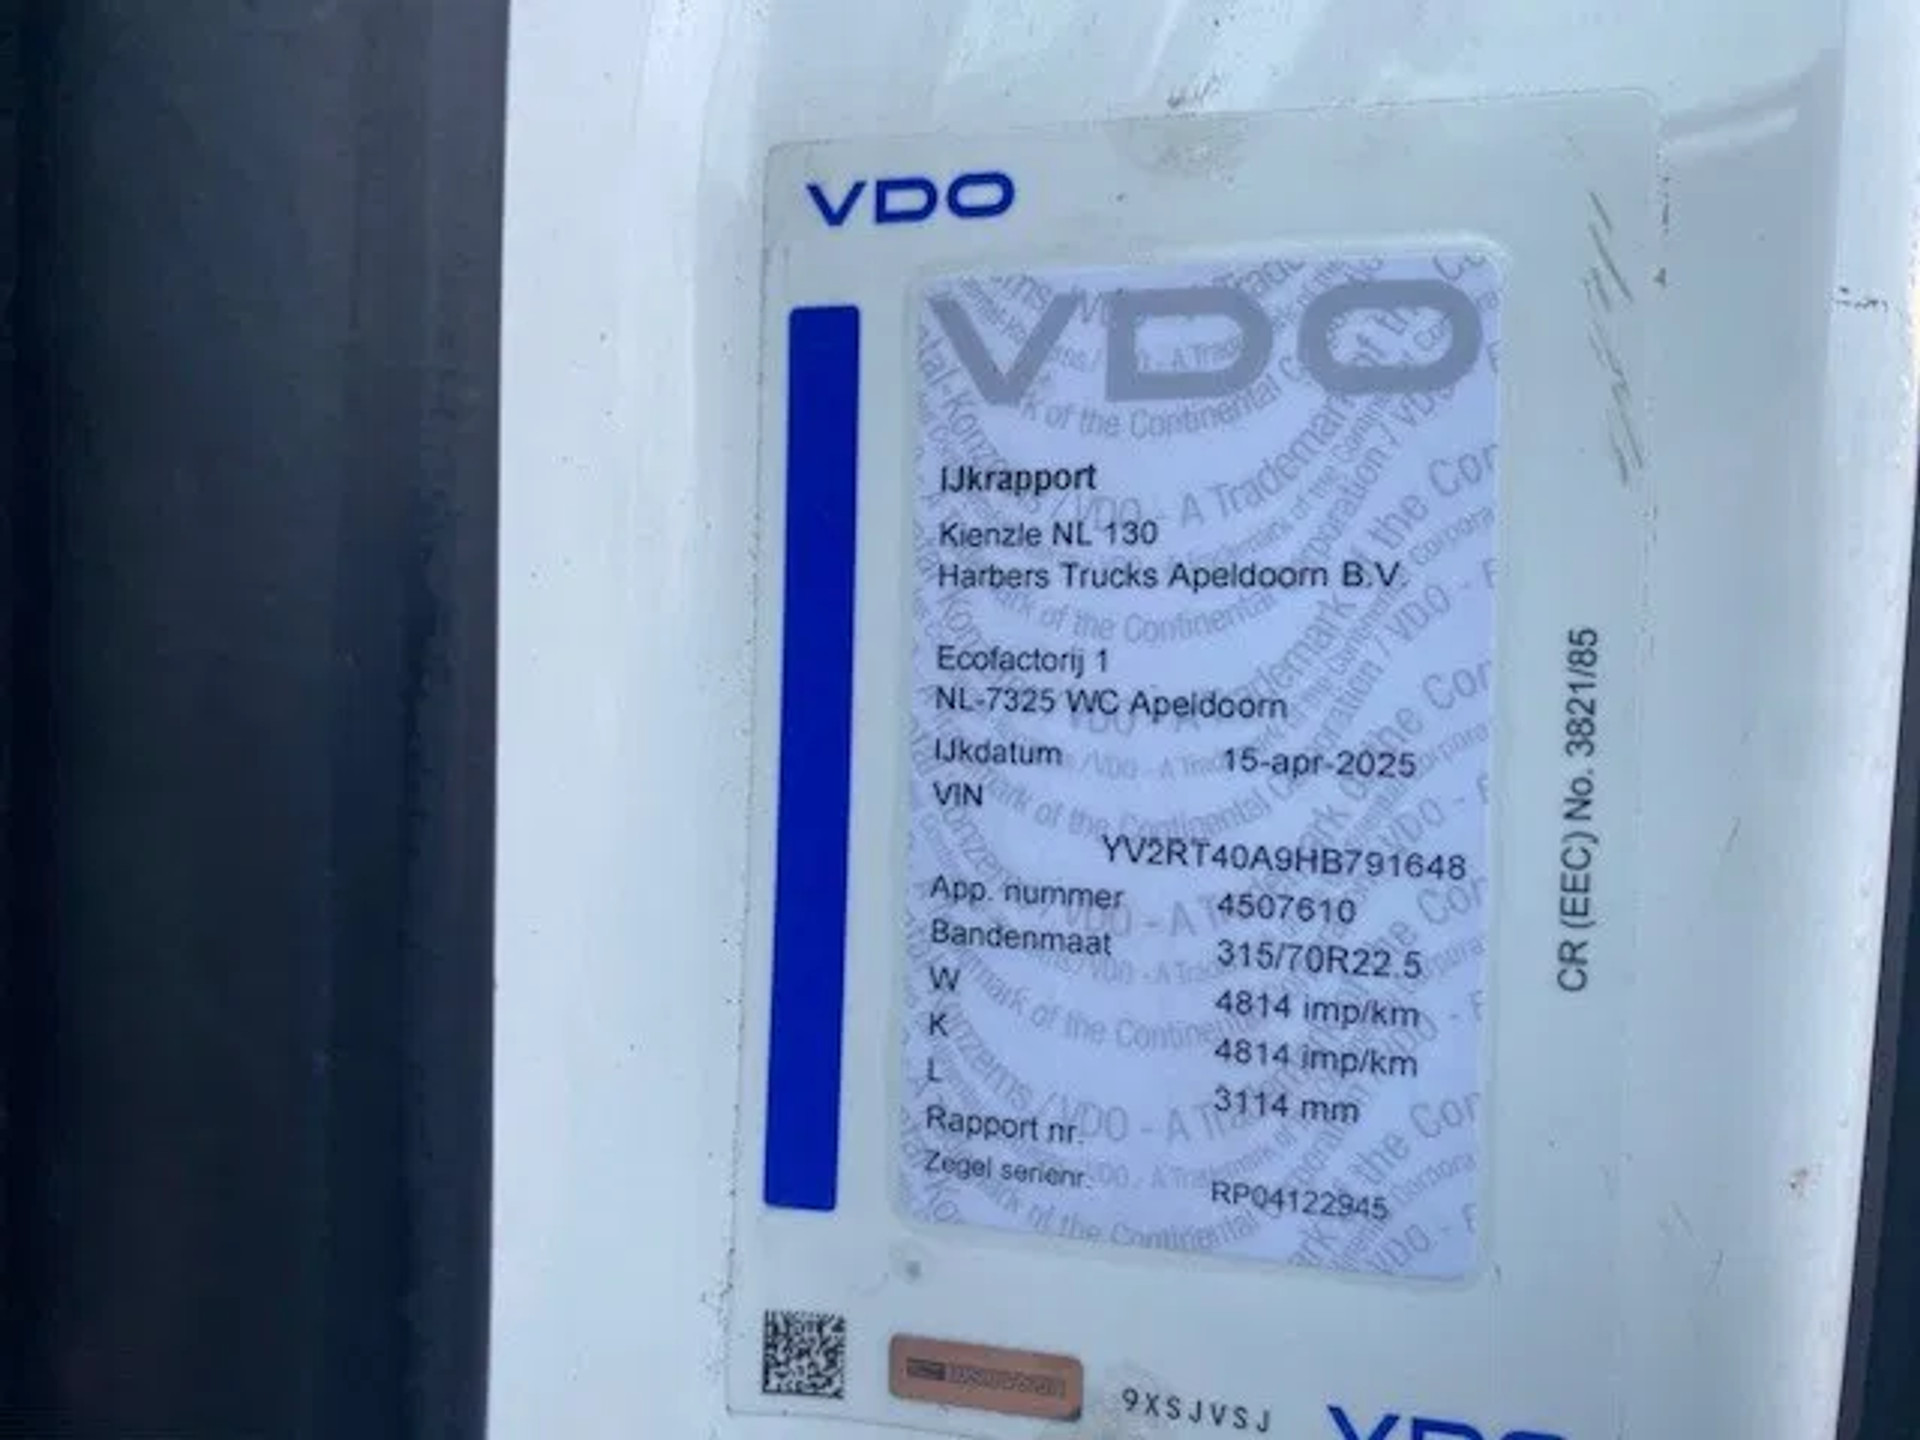 VDO
VDO
IJkrapport
Kienzle NL 130
Harbers Trucks Apeldoorn B.V.
Ecofactorij 1
NL-7325 WC Apeldoorn
IJkdatum 15-apr-2025
VIN
YV2RT40A9HB791648
App. nummer 4507610
Bandenmaat 315/70R22.5
W 4814 imp/km
K 4814 imp/km
L 3114 mm
Rapport nr.
Zegel serienr. RP04122945
CR (EEC) No. 3821/85
9XSJVSJ
VDO